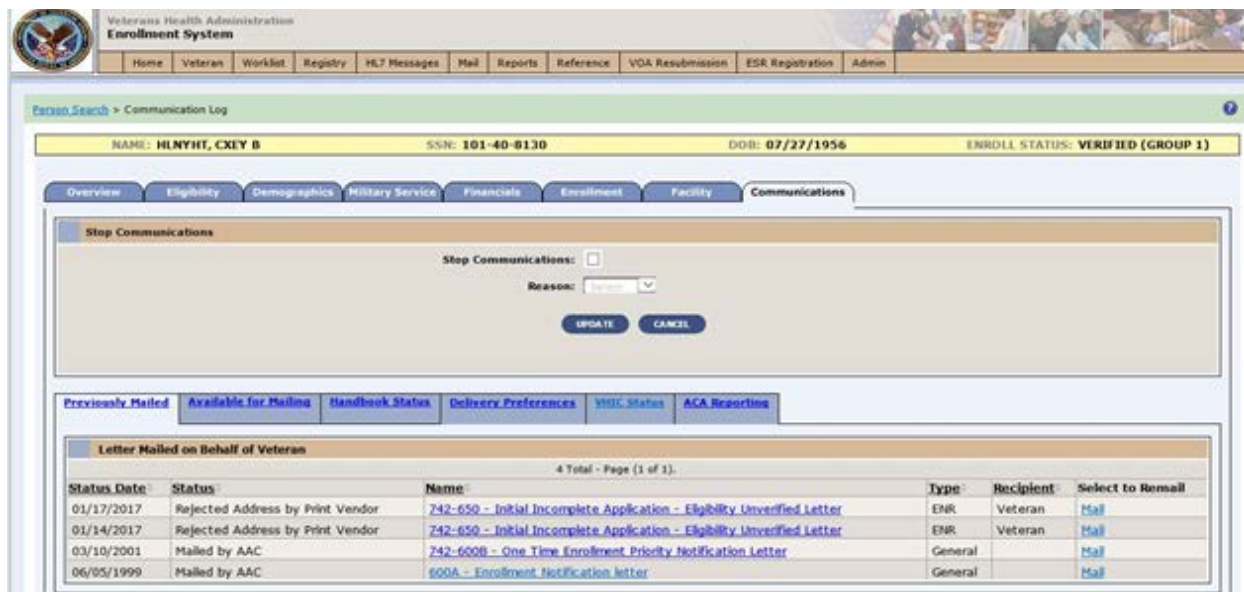 Veterans Health Administration
Enrollment System
Home Veteran Worklist Registry HL7 Messages Mail Reports Reference VOA Resubmission ESR Registration Admin
Person Search > Communication Log
NAME: HLNYHT, CXEY B SSN: 101-40-8130 DOB: 07/27/1956 ENROLL STATUS: VERIFIED (GROUP 1)
Overview Eligibility Demographics Military Service Financials Enrollment Facility Communications
Stop Communications
Stop Communications:
Reason: Select
UPDATE CANCEL
Previously Mailed Available for Mailing Handbook Status Delivery Preferences VHIC Status ACA Reporting
Letter Mailed on Behalf of Veteran
4 Total - Page (1 of 1).
Status Date Status Name Type Recipient Select to Remail
01/17/2017 Rejected Address by Print Vendor 742-650 - Initial Incomplete Application - Eligibility Unverified Letter ENR Veteran Mail
01/14/2017 Rejected Address by Print Vendor 742-650 - Initial Incomplete Application - Eligibility Unverified Letter ENR Veteran Mail
03/10/2001 Mailed by AAC 742-600B - One Time Enrollment Priority Notification Letter General Mail
06/05/1999 Mailed by AAC 600A - Enrollment Notification letter General Mail